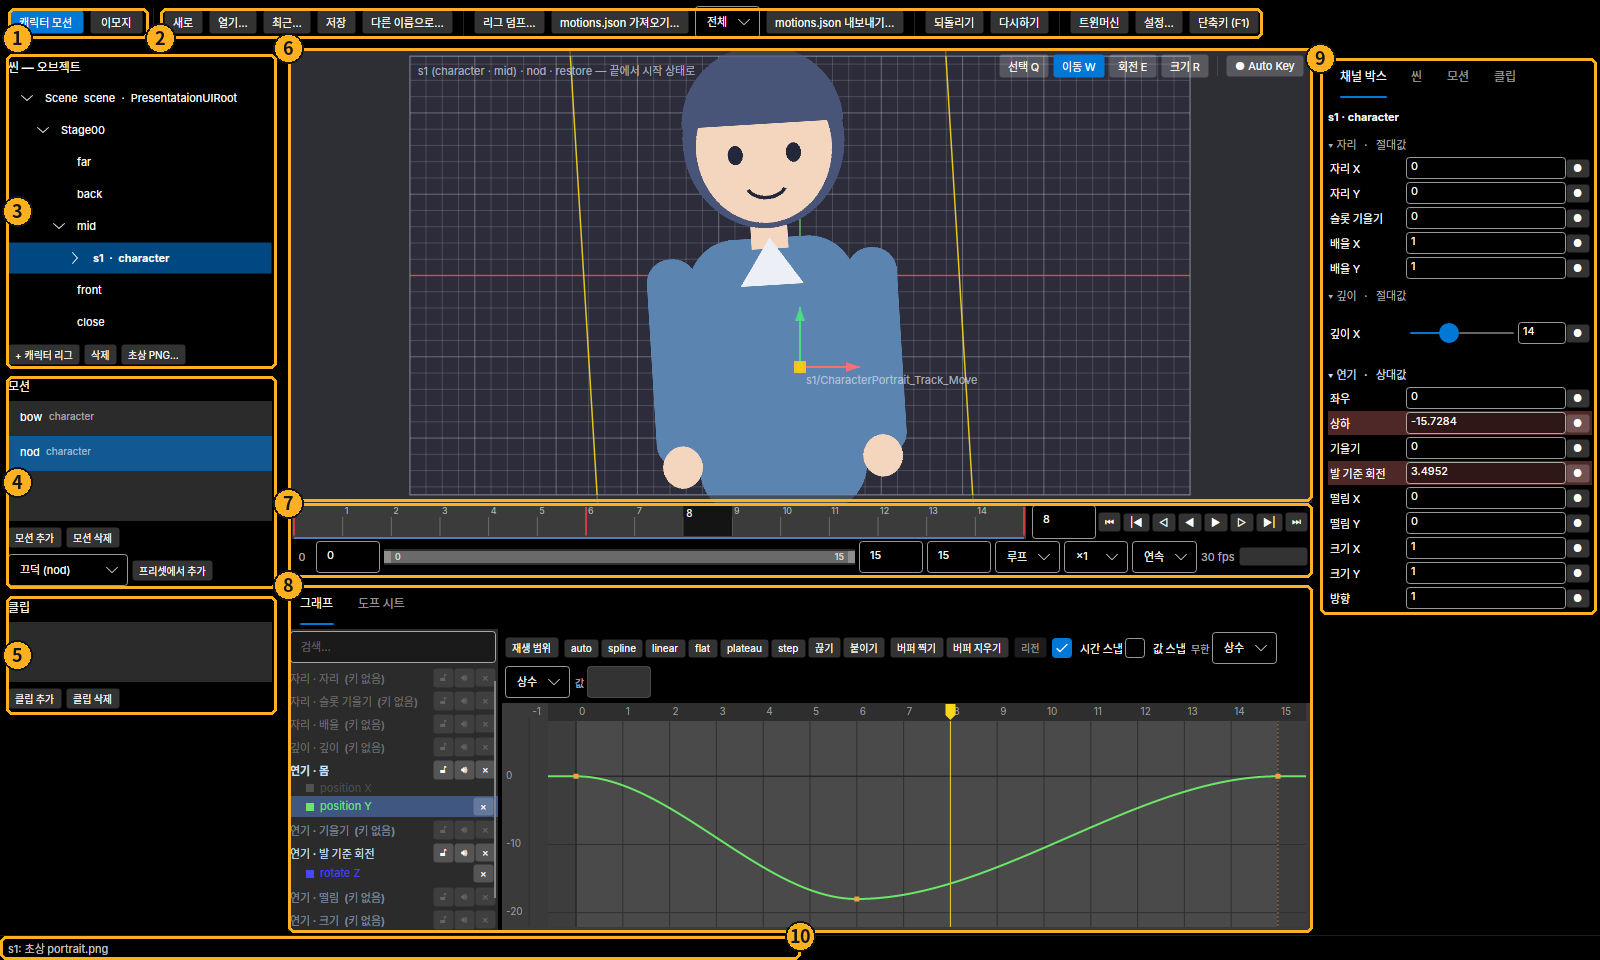 캐릭터 모션 이모지 새로 열기... 최근... 저장 다른 이름으로... 리그 덤프... motions.json 가져오기... 전체 motions.json 내보내기... 되돌리기 다시하기 트윈머신 설정... 단축키 (F1)
1 2 6 9
씬 — 오브젝트
Scene scene · PresentataionUIRoot
Stage00
far
back
mid
s1 · character
front
close
+ 캐릭터 리그 삭제 초상 PNG...
3
모션
bow character
nod character
4
모션 추가 모션 삭제
끄덕 (nod) 프리셋에서 추가
클립
5
클립 추가 클립 삭제
s1 (character · mid) · nod · restore — 끝에서 시작 상태로
선택 Q 이동 W 회전 E 크기 R ● Auto Key
s1/CharacterPortrait_Track_Move
7
1 2 3 4 5 6 7 8 9 10 11 12 13 14
8
0 0 0 15 15 15 루프 ×1 연속 30 fps
8
그래프 도프 시트
검색...
재생 범위 auto spline linear flat plateau step 끊기 붙이기 버퍼 찍기 버퍼 지우기 리전 시간 스냅 값 스냅 무한 상수
상수 값
자리 · 자리 (키 없음)
자리 · 슬롯 기울기 (키 없음)
자리 · 배율 (키 없음)
깊이 · 깊이 (키 없음)
연기 · 몸
position X
position Y
연기 · 기울기 (키 없음)
연기 · 발 기준 회전
rotate Z
연기 · 떨림 (키 없음)
연기 · 크기 (키 없음)
-1 0 1 2 3 4 5 6 7 8 9 10 11 12 13 14 15
0
-10
-20
채널 박스 씬 모션 클립
s1 · character
▾ 자리 · 절대값
자리 X 0
자리 Y 0
슬롯 기울기 0
배율 X 1
배율 Y 1
▾ 깊이 · 절대값
깊이 X 14
▾ 연기 · 상대값
좌우 0
상하 -15.7284
기울기 0
발 기준 회전 3.4952
떨림 X 0
떨림 Y 0
크기 X 1
크기 Y 1
방향 1
10
s1: 초상 portrait.png